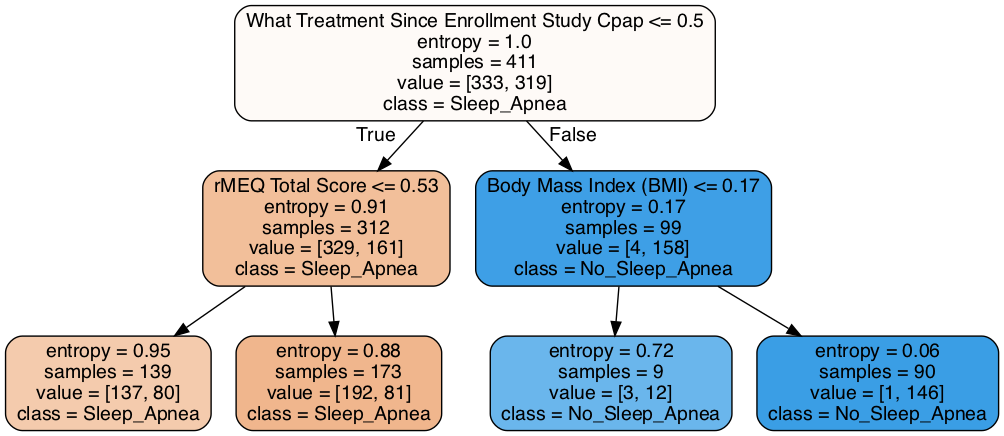 What Treatment Since Enrollment Study Cpap <= 0.5
entropy = 1.0
samples = 411
value = [333, 319]
class = Sleep_Apnea
True
False
rMEQ Total Score <= 0.53
entropy = 0.91
samples = 312
value = [329, 161]
class = Sleep_Apnea
Body Mass Index (BMI) <= 0.17
entropy = 0.17
samples = 99
value = [4, 158]
class = No_Sleep_Apnea
entropy = 0.95
samples = 139
value = [137, 80]
class = Sleep_Apnea
entropy = 0.88
samples = 173
value = [192, 81]
class = Sleep_Apnea
entropy = 0.72
samples = 9
value = [3, 12]
class = No_Sleep_Apnea
entropy = 0.06
samples = 90
value = [1, 146]
class = No_Sleep_Apnea